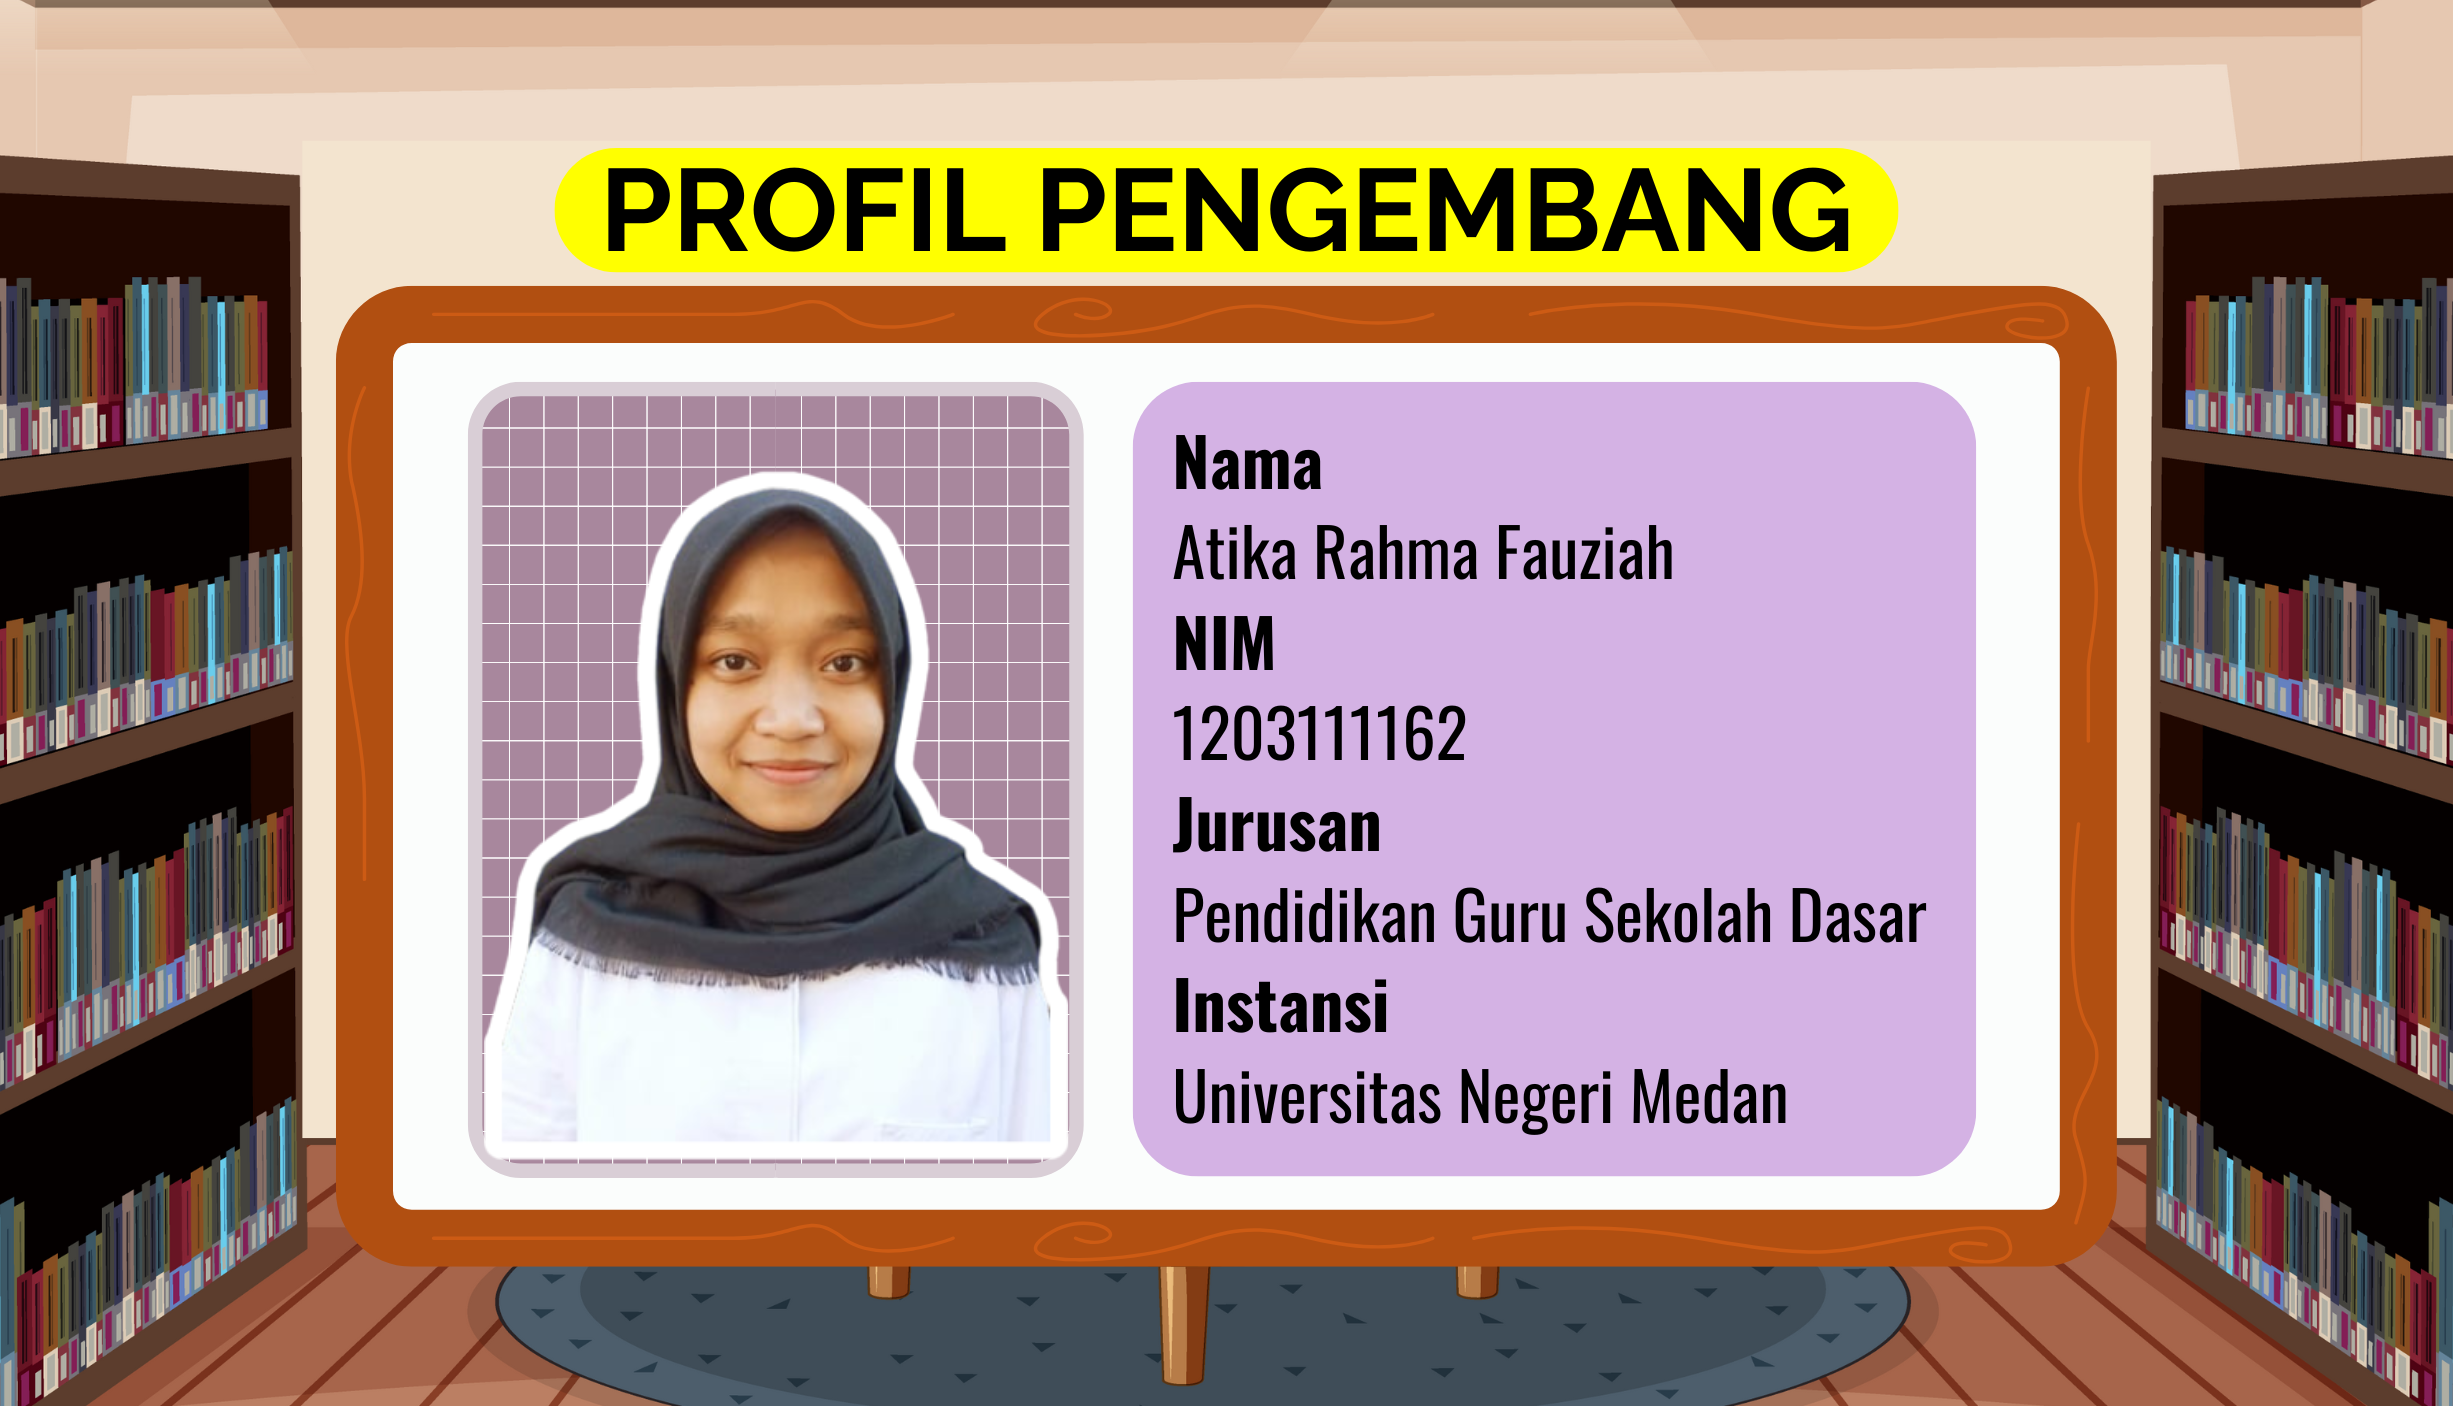 PROFIL PENGEMBANG
Nama
Atika Rahma Fauziah
NIM
1203111162
Jurusan
Pendidikan Guru Sekolah Dasar
Instansi
Universitas Negeri Medan